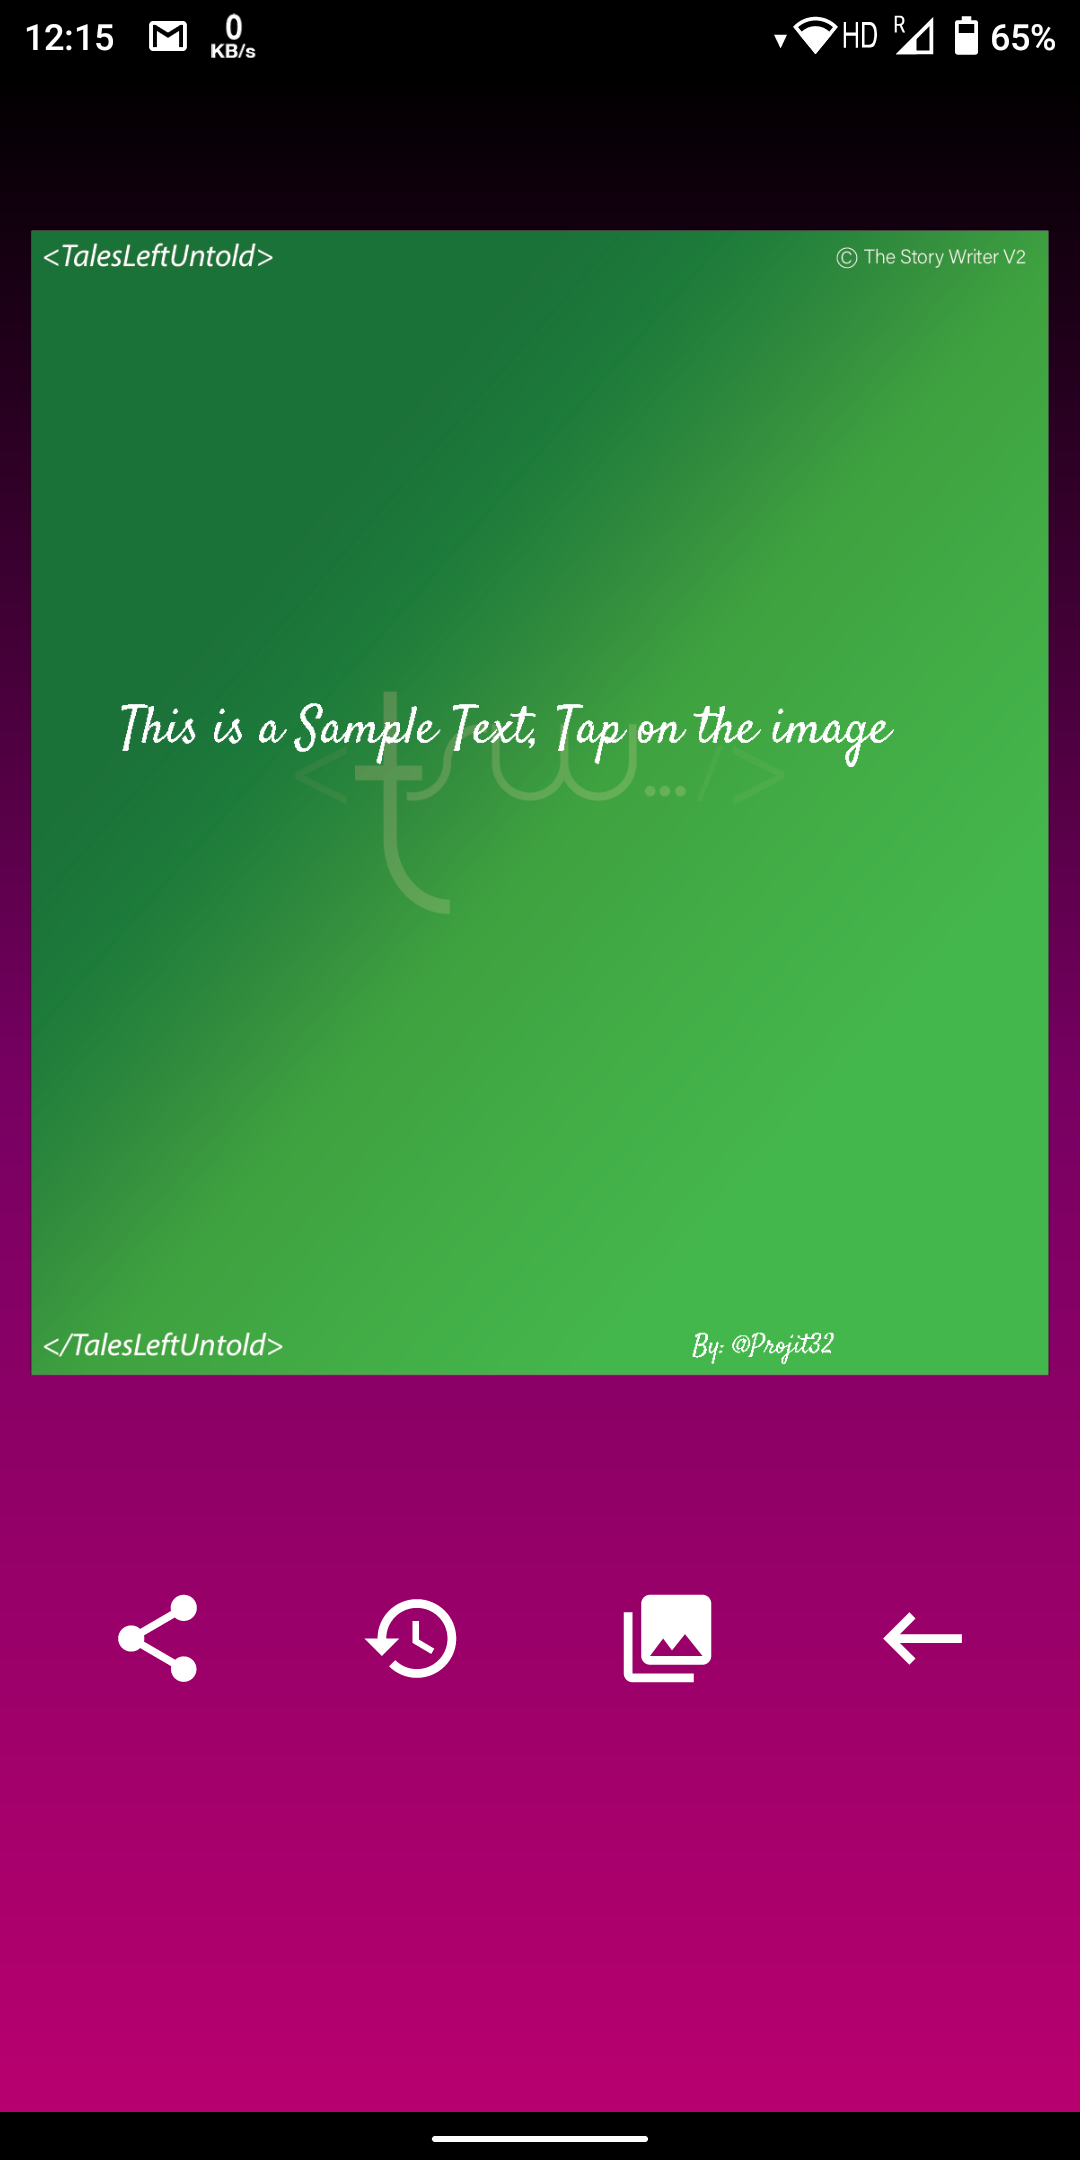 12:15 0 KB/s HD R 65%
<TalesLeftUntold> © The Story Writer V2
This is a Sample Text, Tap on the image
<tsw.../>
</TalesLeftUntold> By: @Projit32